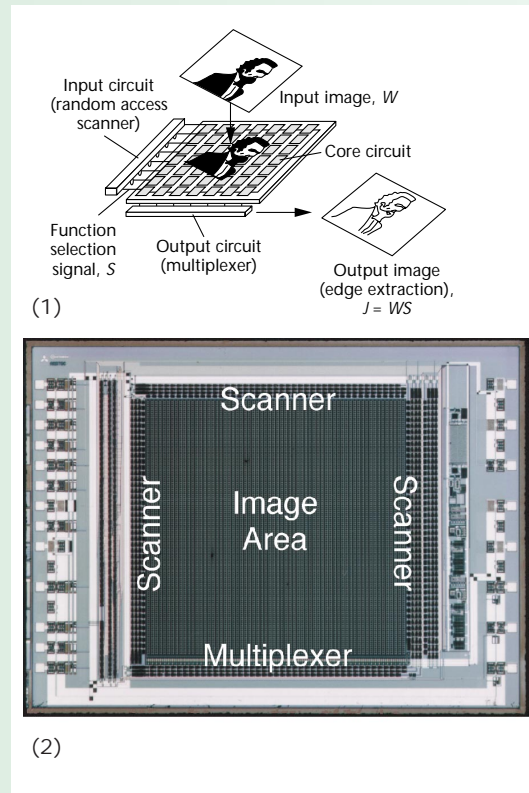 Input circuit
(random access
scanner)
Input image, W
Core circuit
Function
selection
signal, S
Output circuit
(multiplexer)
Output image
(edge extraction),
J = WS
(1)
Scanner
Scanner
Image
Area
Scanner
Multiplexer
(2)